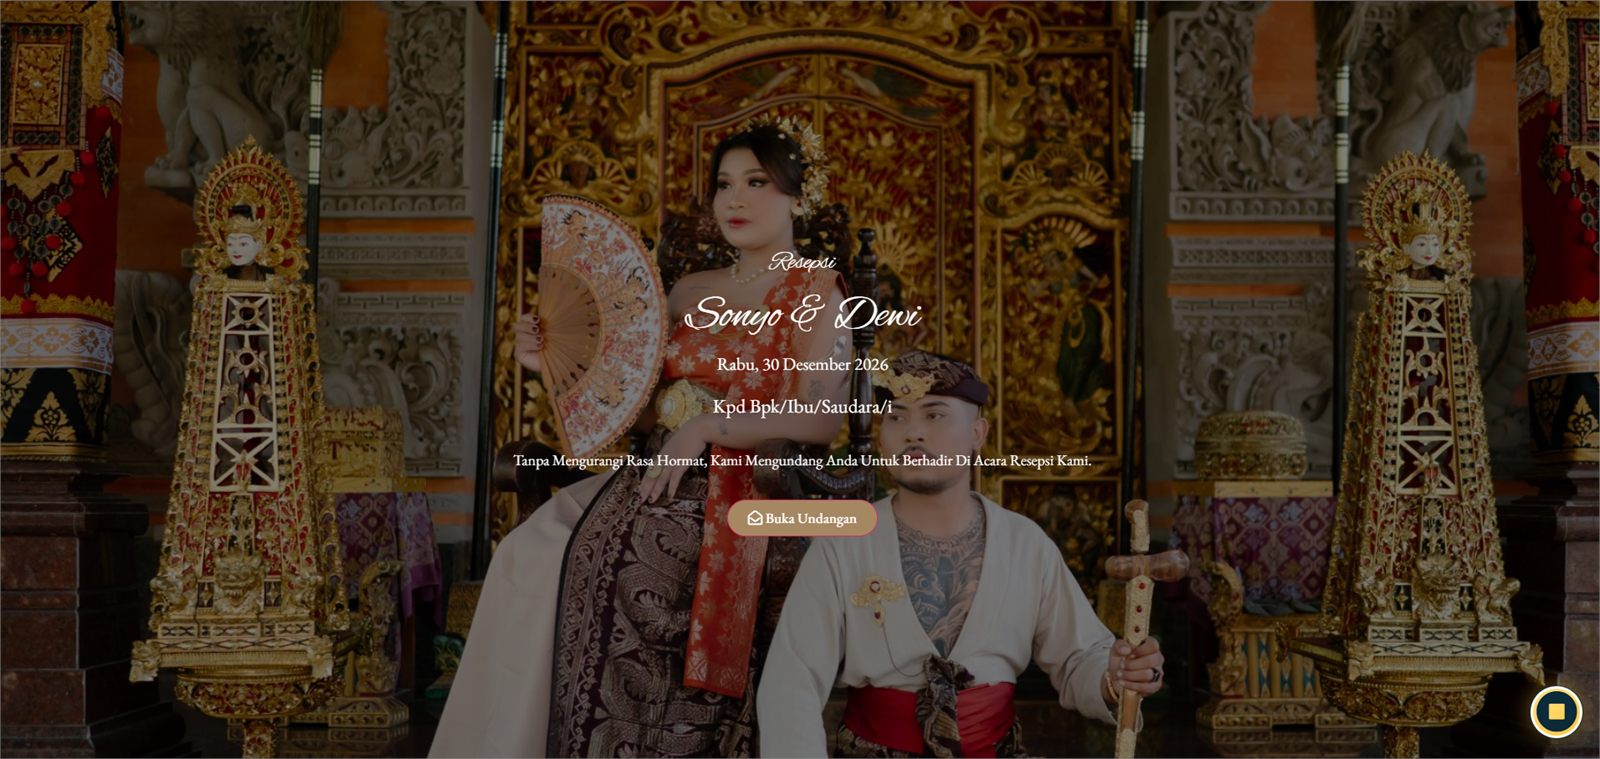 Resepsi
Sonyo & Dewi
Rabu, 30 Desember 2026
Kpd Bpk/Ibu/Saudara/i
Tanpa Mengurangi Rasa Hormat, Kami Mengundang Anda Untuk Berhadir Di Acara Resepsi Kami.
Buka Undangan